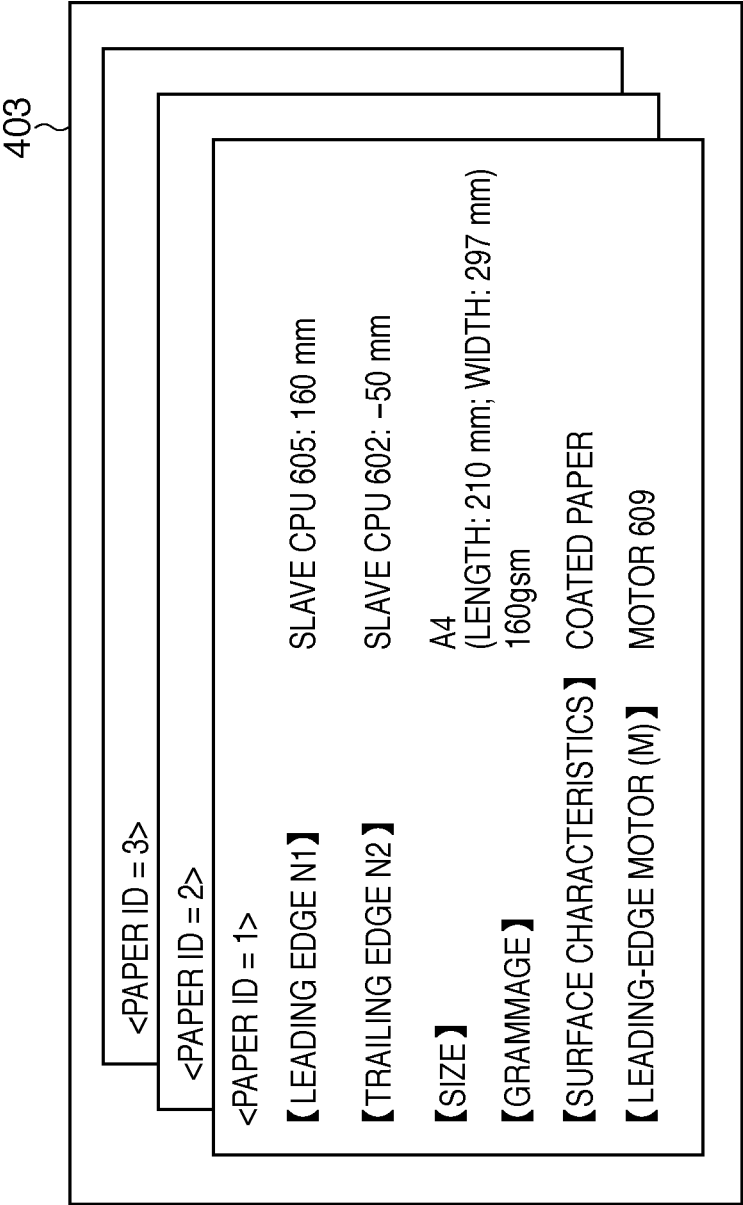 403
<PAPER ID = 3>
<PAPER ID = 2>
<PAPER ID = 1>
【LEADING EDGE N1】 SLAVE CPU 605: 160 mm
【TRAILING EDGE N2】 SLAVE CPU 602: −50 mm
【SIZE】 A4
(LENGTH: 210 mm; WIDTH: 297 mm)
【GRAMMAGE】 160gsm
【SURFACE CHARACTERISTICS】 COATED PAPER
【LEADING-EDGE MOTOR (M)】 MOTOR 609